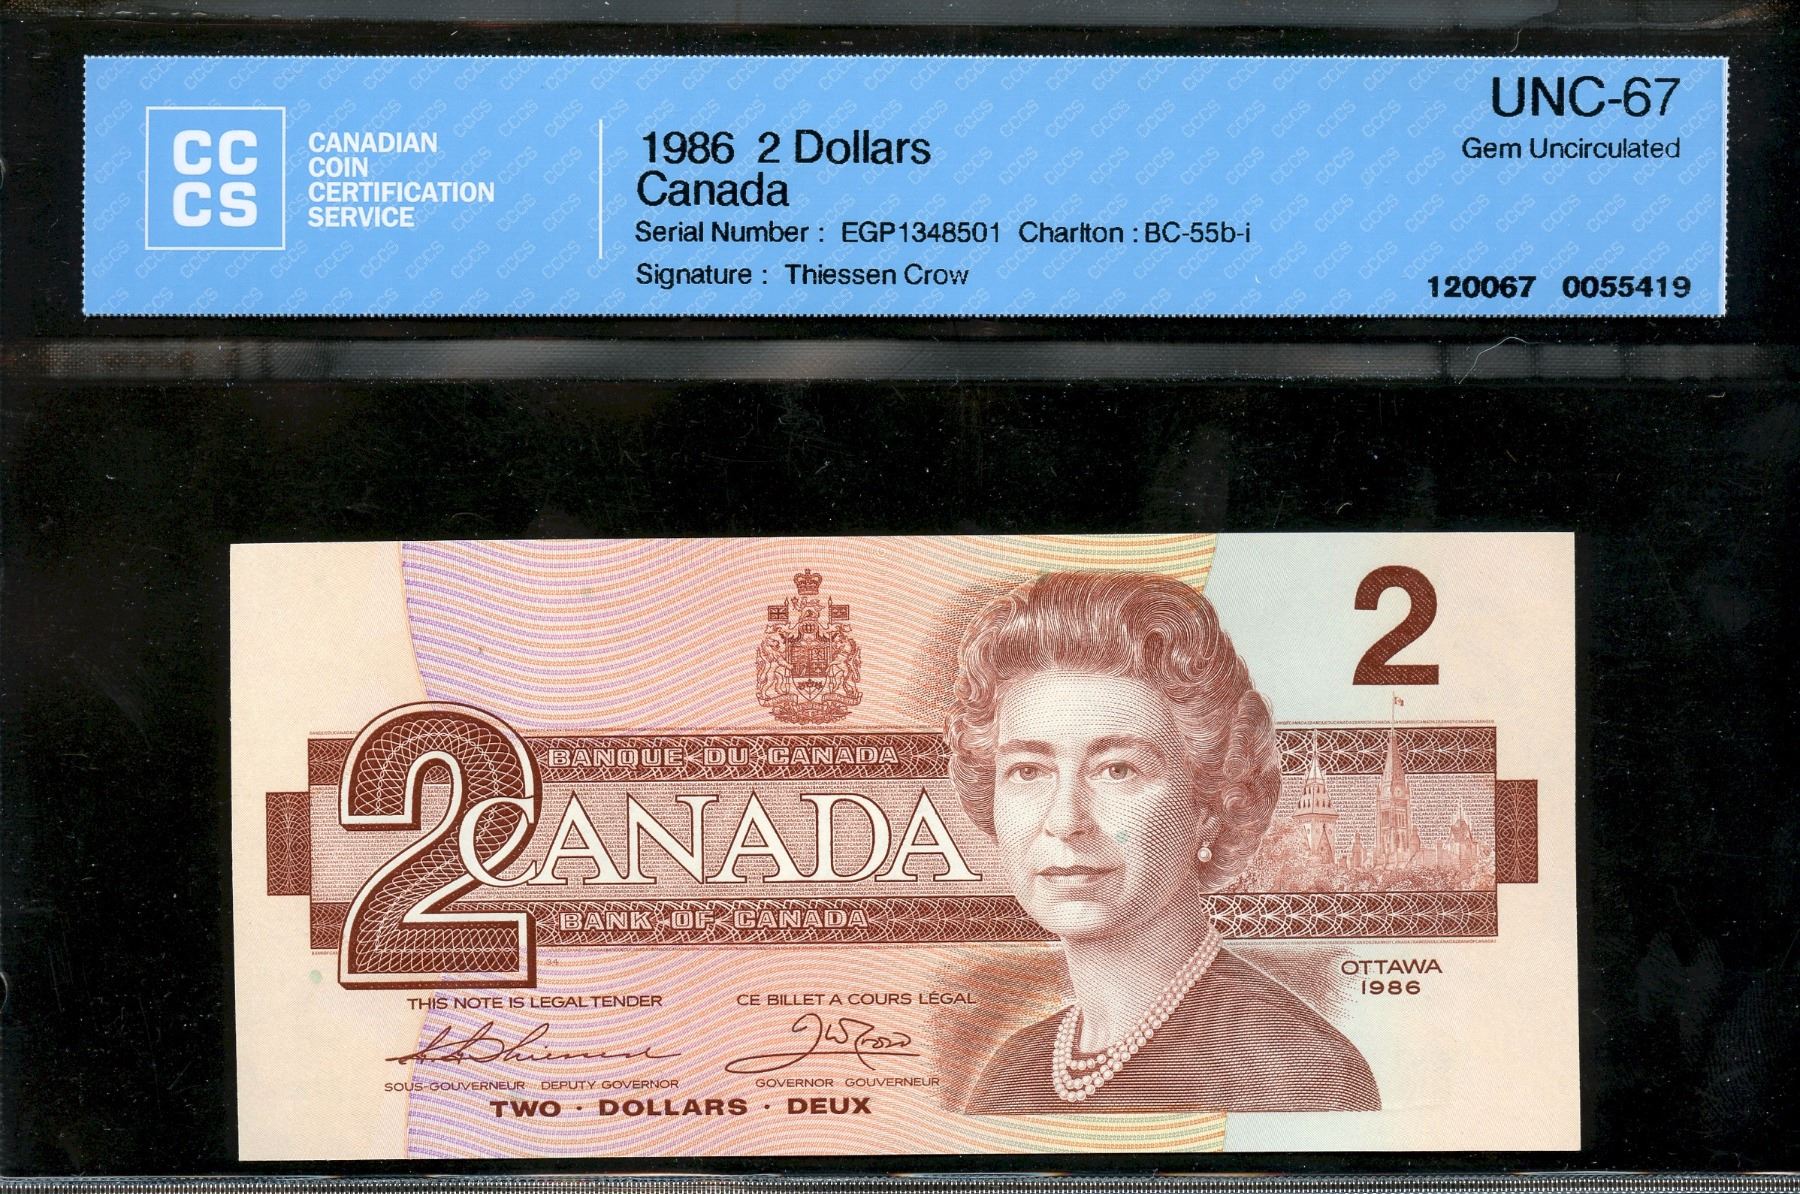 CC
CS
CANADIAN
COIN
CERTIFICATION
SERVICE
1986 2 Dollars
Canada
Serial Number : EGP1348501 Charlton : BC-55b-i
Signature : Thiessen Crow
UNC-67
Gem Uncirculated
120067 0055419
2
BANQUE DU CANADA
2 CANADA
BANK OF CANADA
34
OTTAWA
1986
THIS NOTE IS LEGAL TENDER CE BILLET A COURS LÉGAL
SOUS-GOUVERNEUR DEPUTY GOVERNOR GOVERNOR GOUVERNEUR
TWO · DOLLARS · DEUX